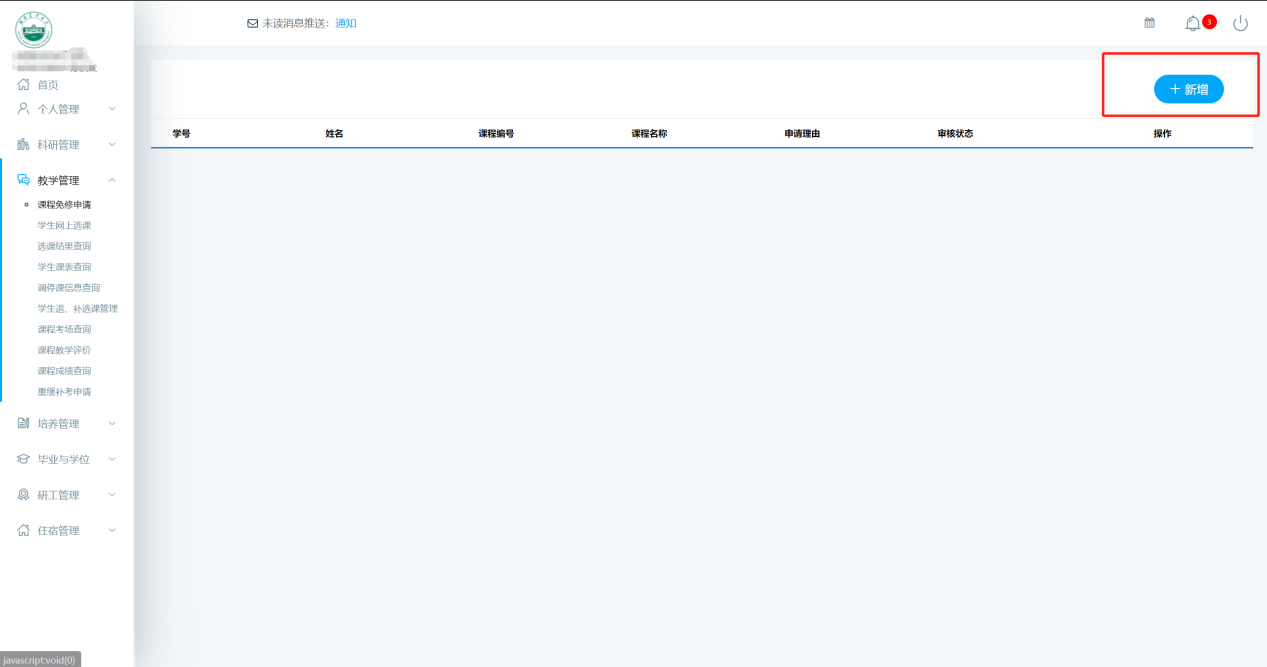 未读消息推送：通知
3
首页
个人管理
科研管理
教学管理
课程免修申请
学生网上选课
选课结果查询
学生课表查询
调停课信息查询
学生退、补选课管理
课程考场查询
课程教学评价
课程成绩查询
重缓补考申请
培养管理
毕业与学位
研工管理
住宿管理
新增
学号 姓名 课程编号 课程名称 申请理由 审核状态 操作
javascript:void(0)